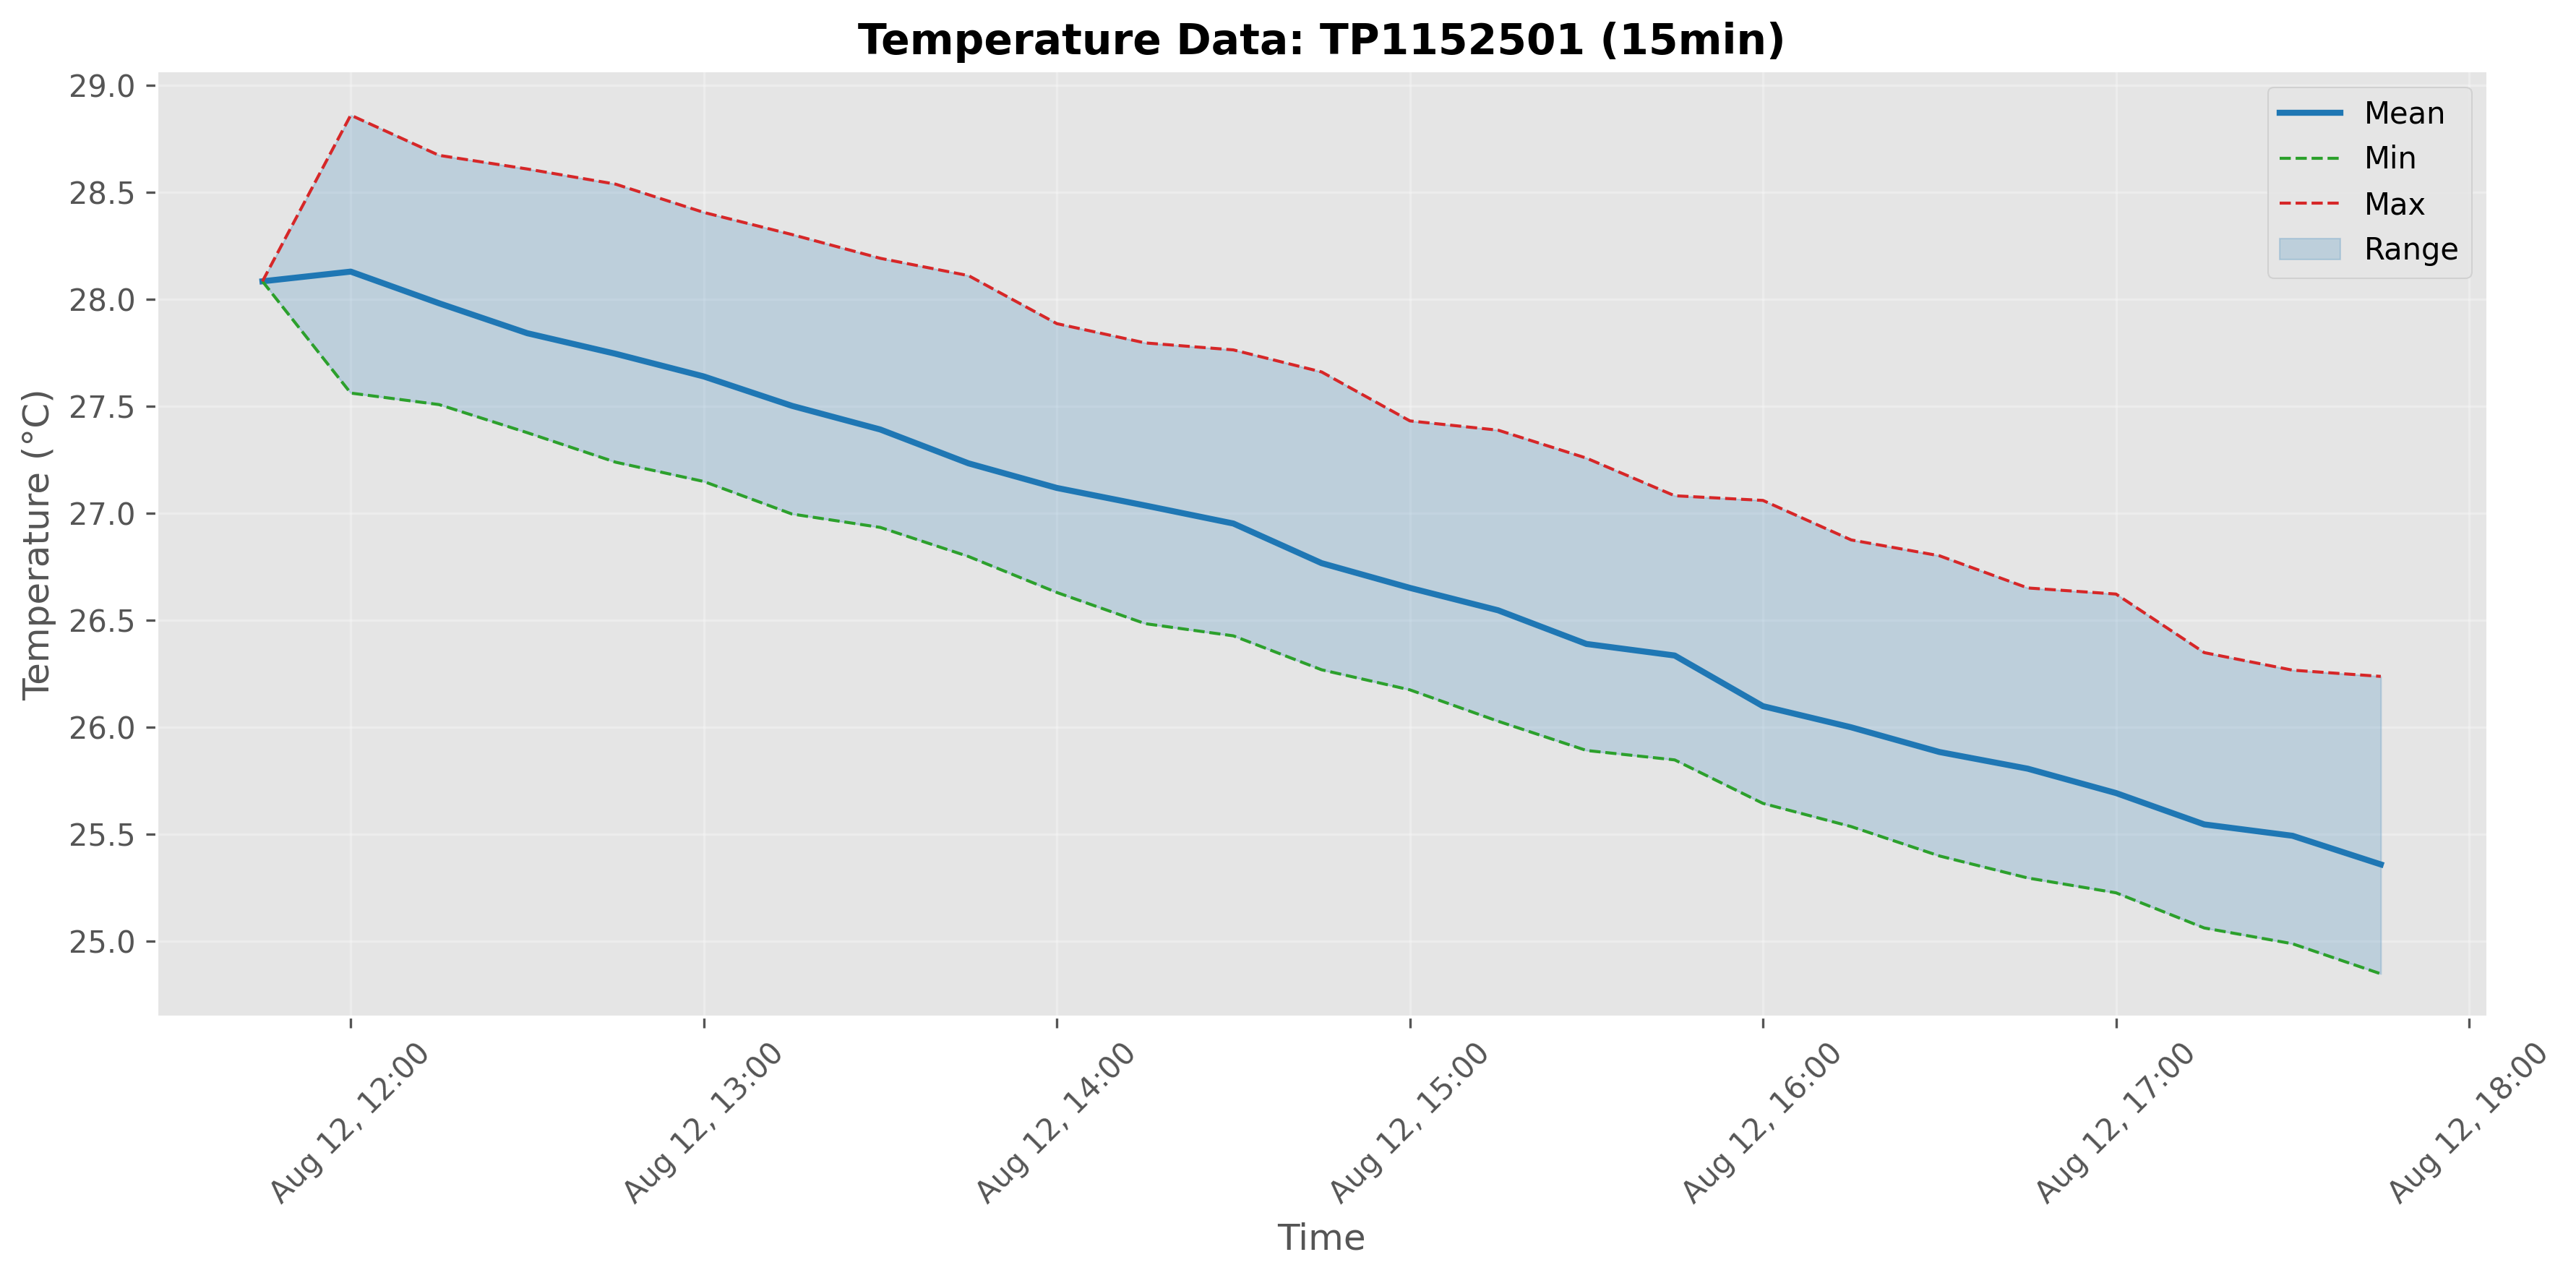 Temperature Data: TP1152501 (15min)
29.0
28.5
28.0
27.5
27.0
26.5
26.0
25.5
25.0
Temperature (°C)
Mean
Min
Max
Range
Aug 12, 12:00
Aug 12, 13:00
Aug 12, 14:00
Aug 12, 15:00
Aug 12, 16:00
Aug 12, 17:00
Aug 12, 18:00
Time